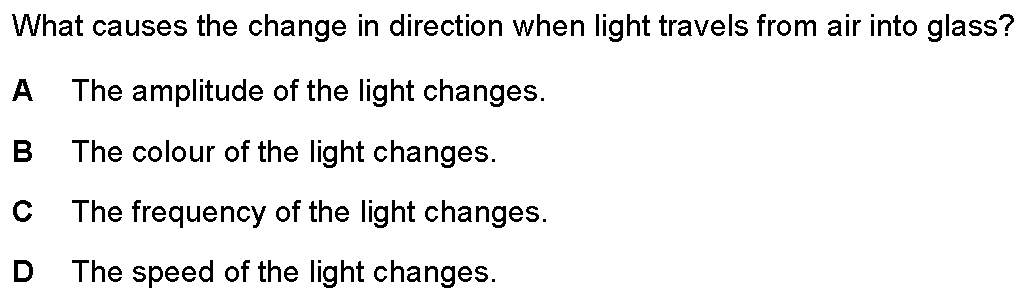 What causes the change in direction when light travels from air into glass?
A The amplitude of the light changes.
B The colour of the light changes.
C The frequency of the light changes.
D The speed of the light changes.